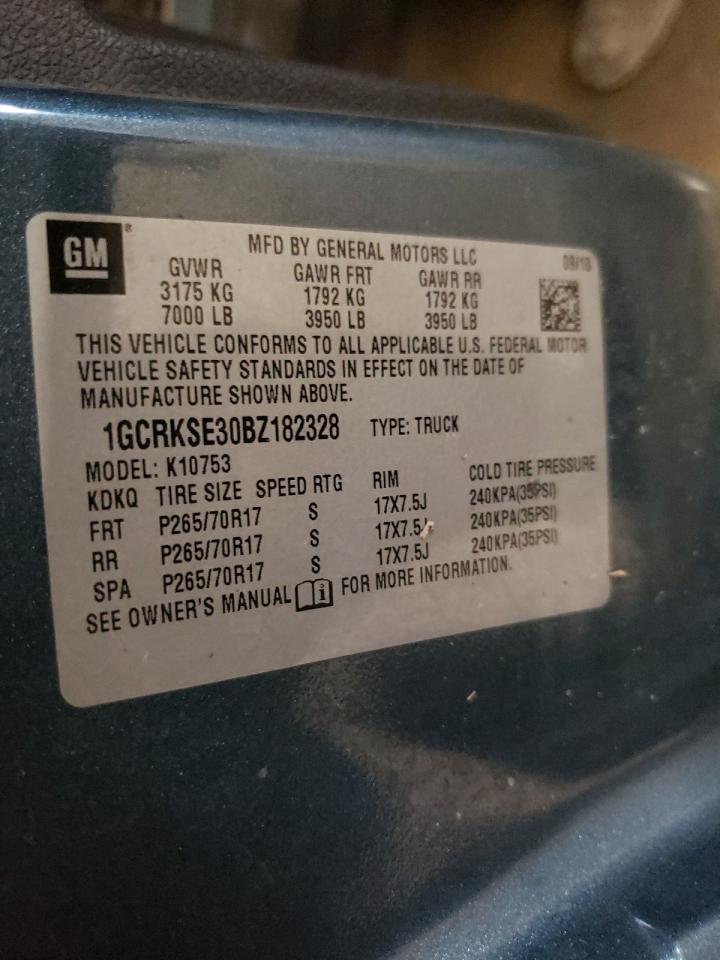 GM®
MFD BY GENERAL MOTORS LLC 09/10
GVWR GAWR FRT GAWR RR
3175 KG 1792 KG 1792 KG
7000 LB 3950 LB 3950 LB
THIS VEHICLE CONFORMS TO ALL APPLICABLE U.S. FEDERAL MOTOR
VEHICLE SAFETY STANDARDS IN EFFECT ON THE DATE OF
MANUFACTURE SHOWN ABOVE.
1GCRKSE30BZ182328 TYPE: TRUCK
MODEL: K10753
KDKQ TIRE SIZE SPEED RTG RIM COLD TIRE PRESSURE
FRT P265/70R17 S 17X7.5J 240KPA(35PSI)
RR P265/70R17 S 17X7.5J 240KPA(35PSI)
SPA P265/70R17 S 17X7.5J 240KPA(35PSI)
SEE OWNER'S MANUAL i FOR MORE INFORMATION.